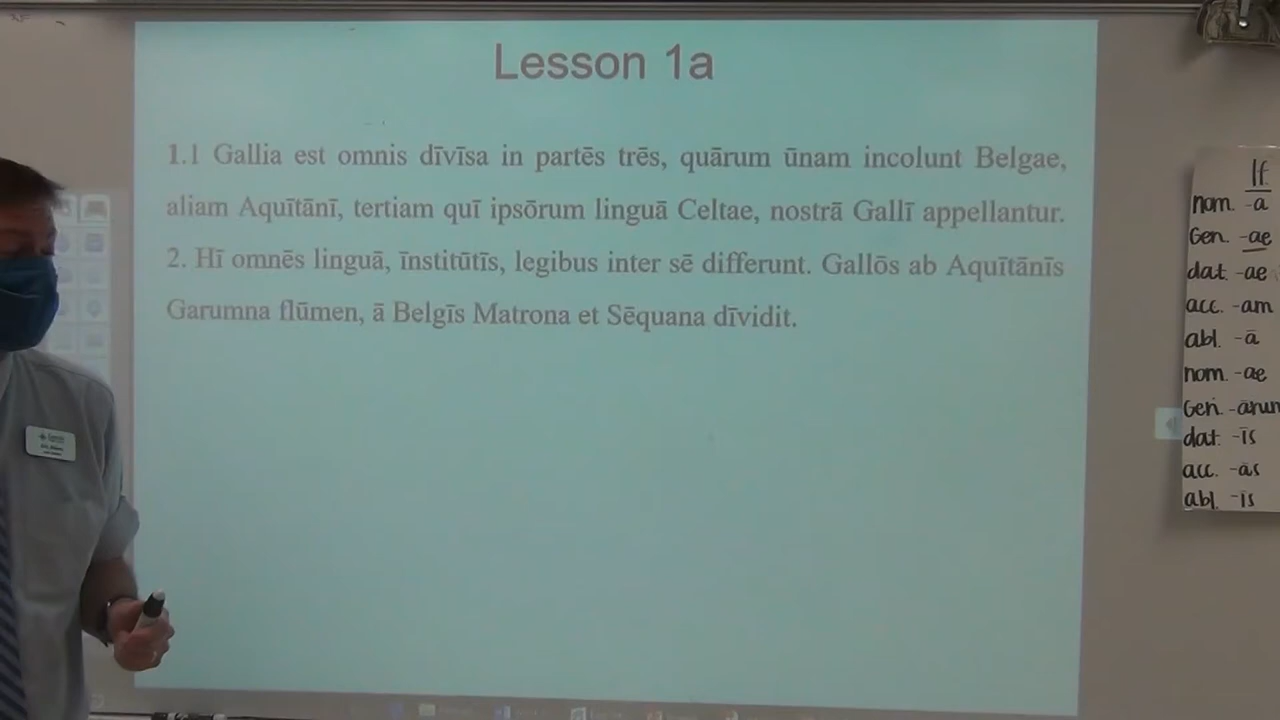 Lesson 1a
1.1 Gallia est omnis dīvīsa in partēs trēs, quārum ūnam incolunt Belgae,
aliam Aquītānī, tertiam quī ipsōrum linguā Celtae, nostrā Gallī appellantur.
2. Hī omnēs linguā, īnstitūtīs, legibus inter sē differunt. Gallōs ab Aquītānīs
Garumna flūmen, ā Belgīs Matrona et Sēquana dīvidit.
nom. -a
Gen. -ae
dat. -ae
acc. -am
abl. -ā
nom. -ae
Gen.
dat. -īs
acc. -ās
abl. -īs